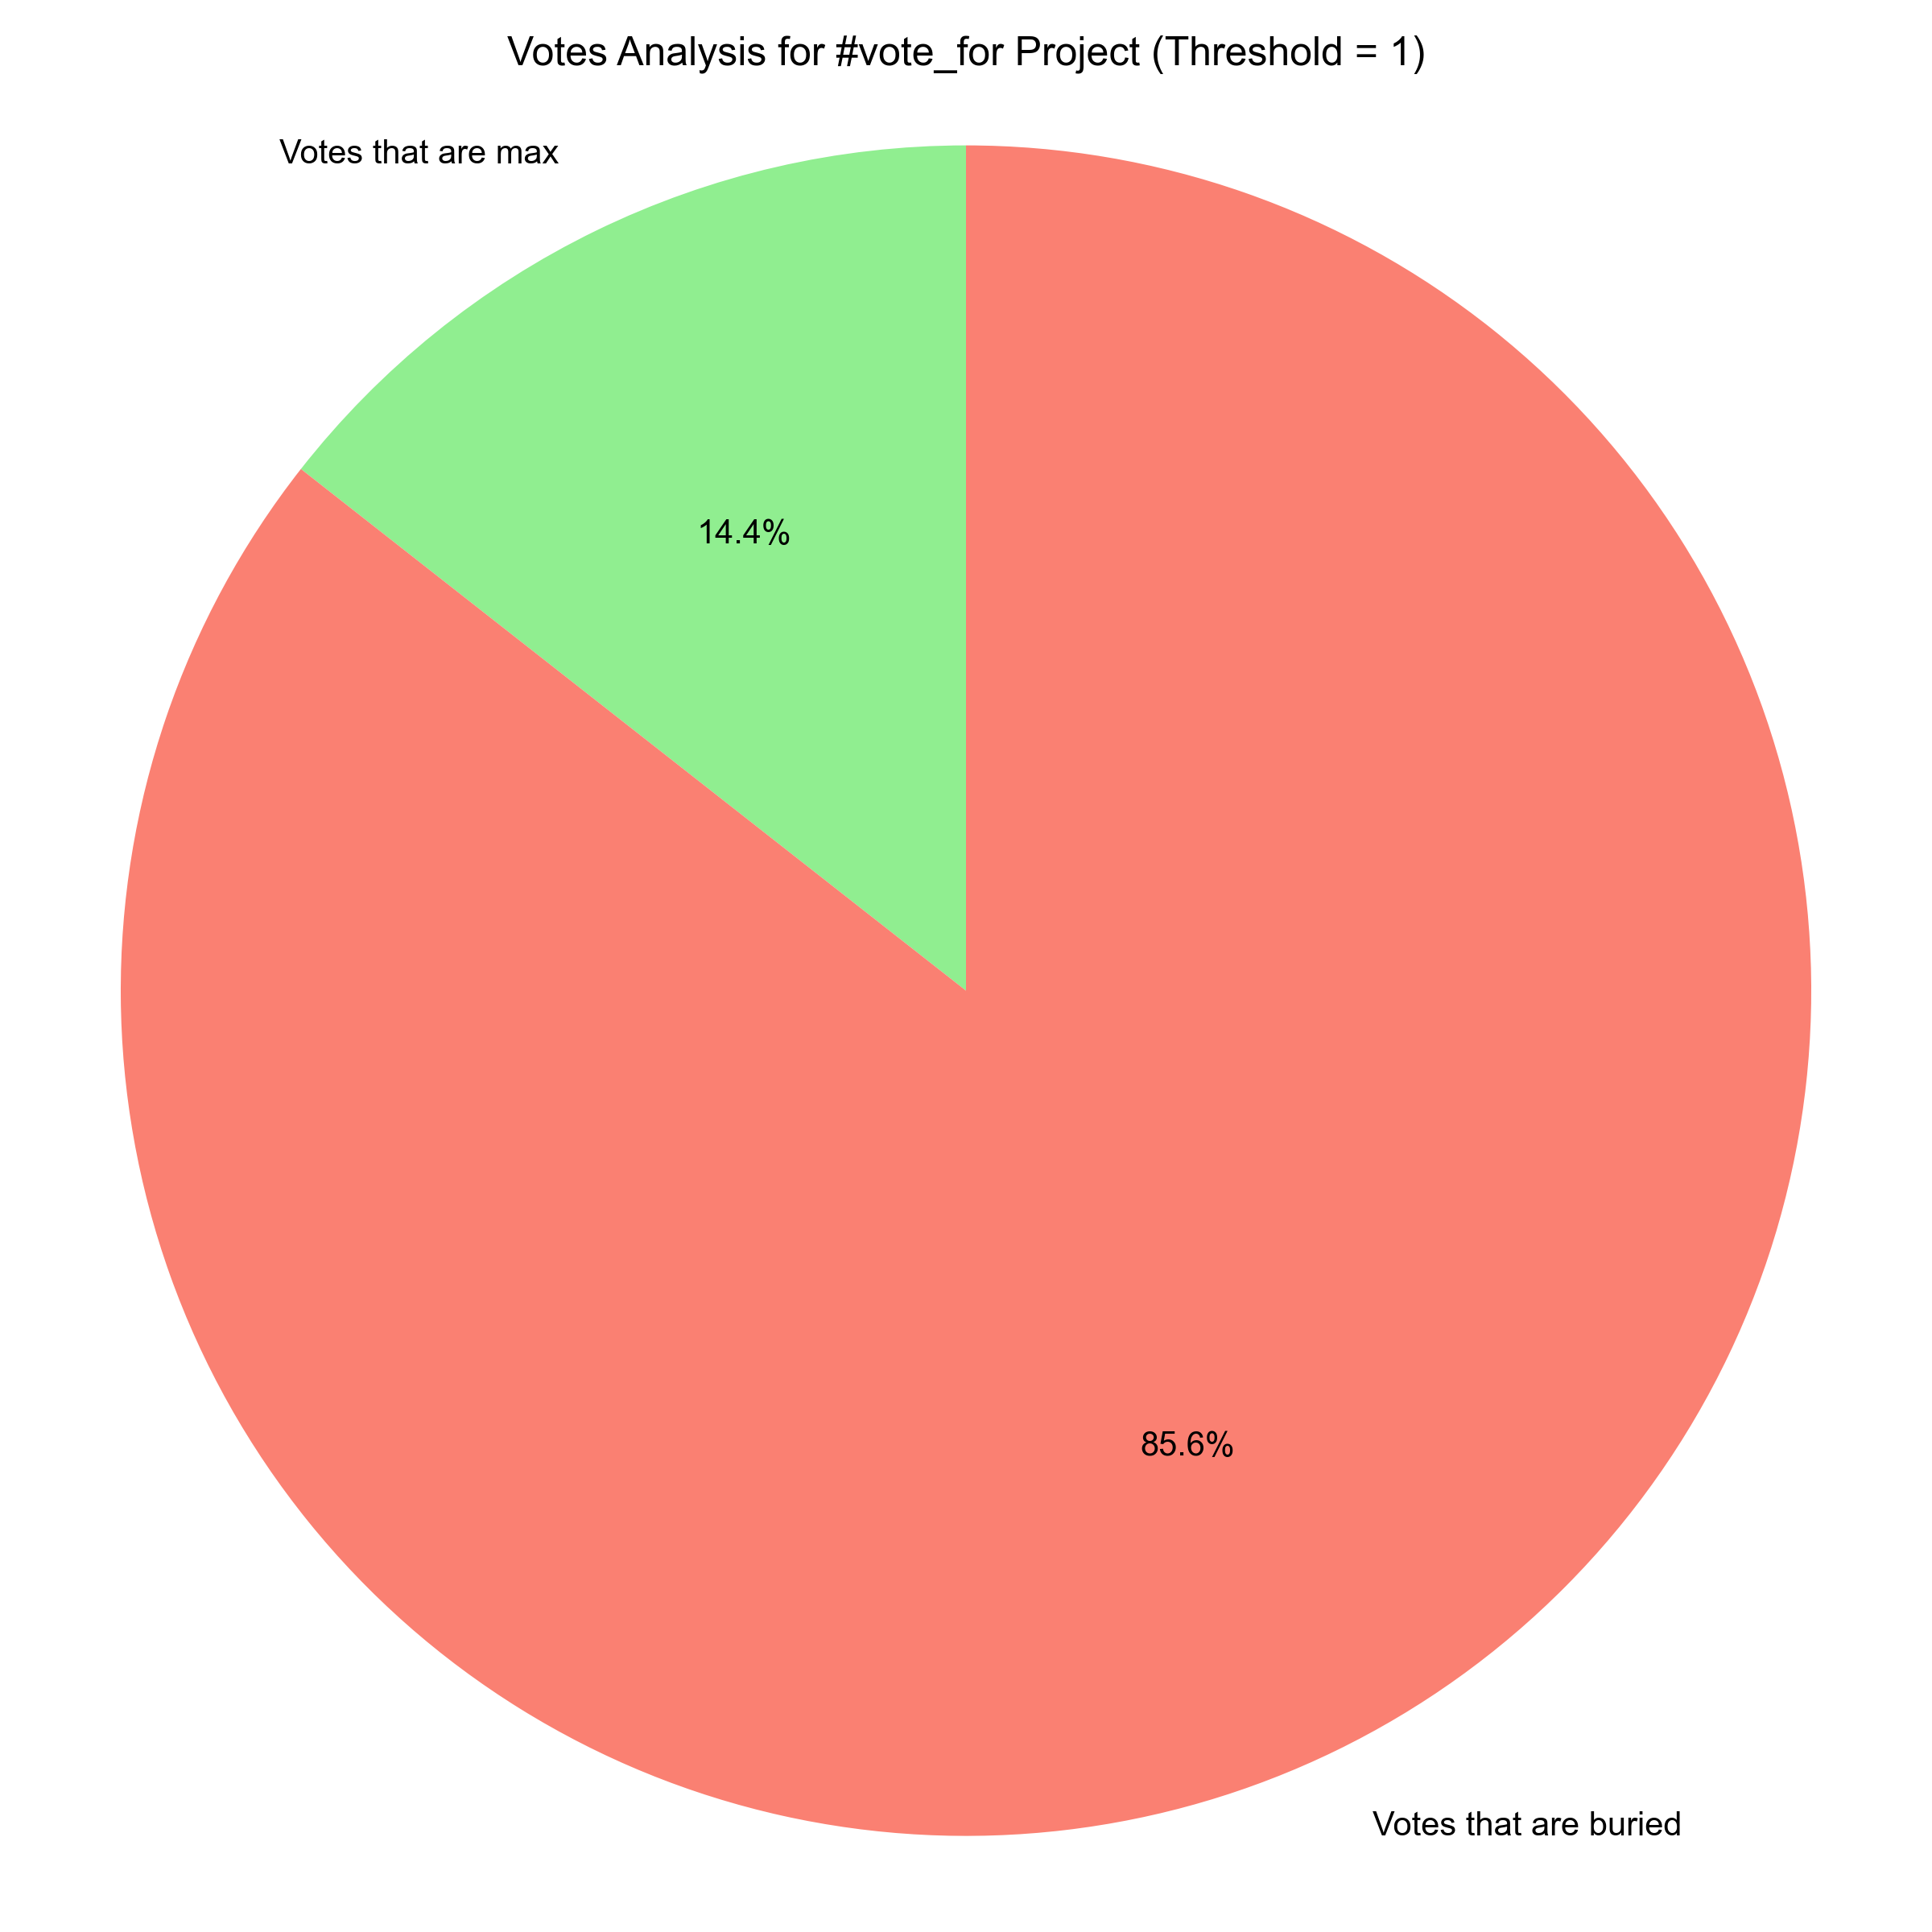 Votes Analysis for #vote_for Project (Threshold = 1)
Votes that are max
14.4%
85.6%
Votes that are buried